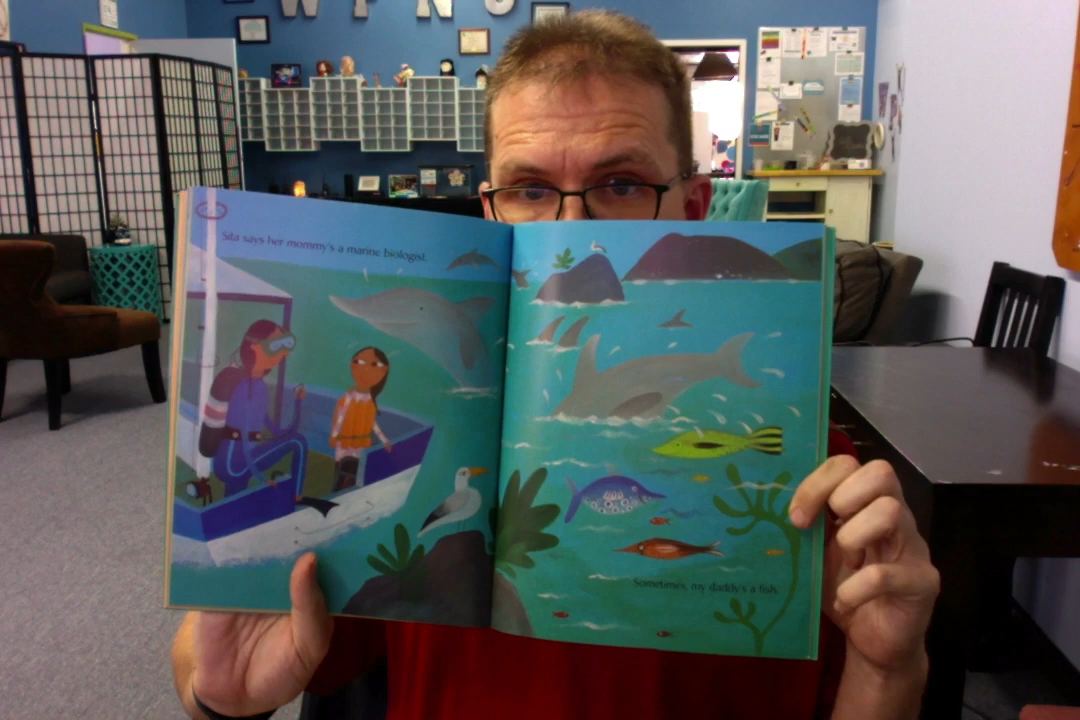 W P N O
Sita says her mommy's a marine biologist.
Sometimes, my daddy's a fish.